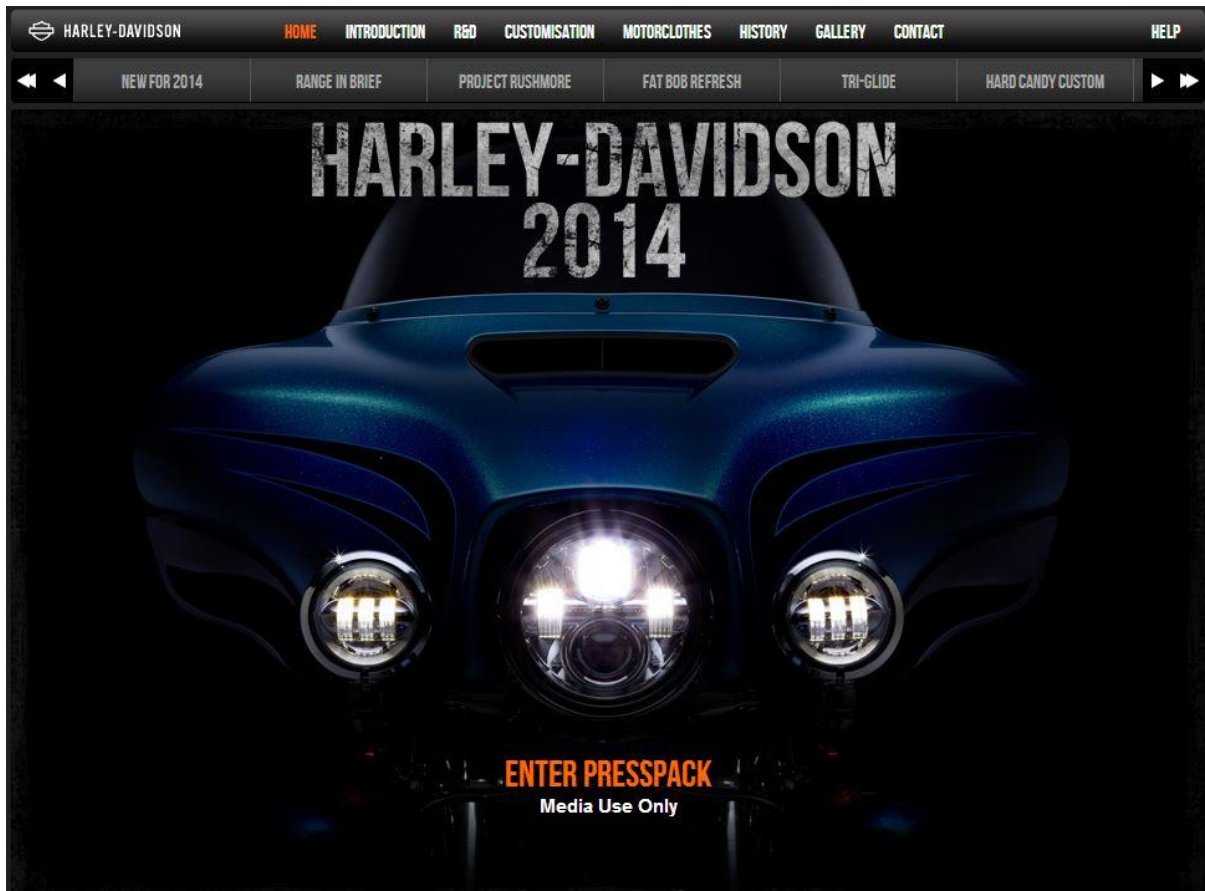 HARLEY-DAVIDSON HOME INTRODUCTION R&D CUSTOMISATION MOTORCLOTHES HISTORY GALLERY CONTACT HELP
NEW FOR 2014 RANGE IN BRIEF PROJECT RUSHMORE FAT BOB REFRESH TRI-GLIDE HARD CANDY CUSTOM
HARLEY-DAVIDSON
2014
ENTER PRESSPACK
Media Use Only